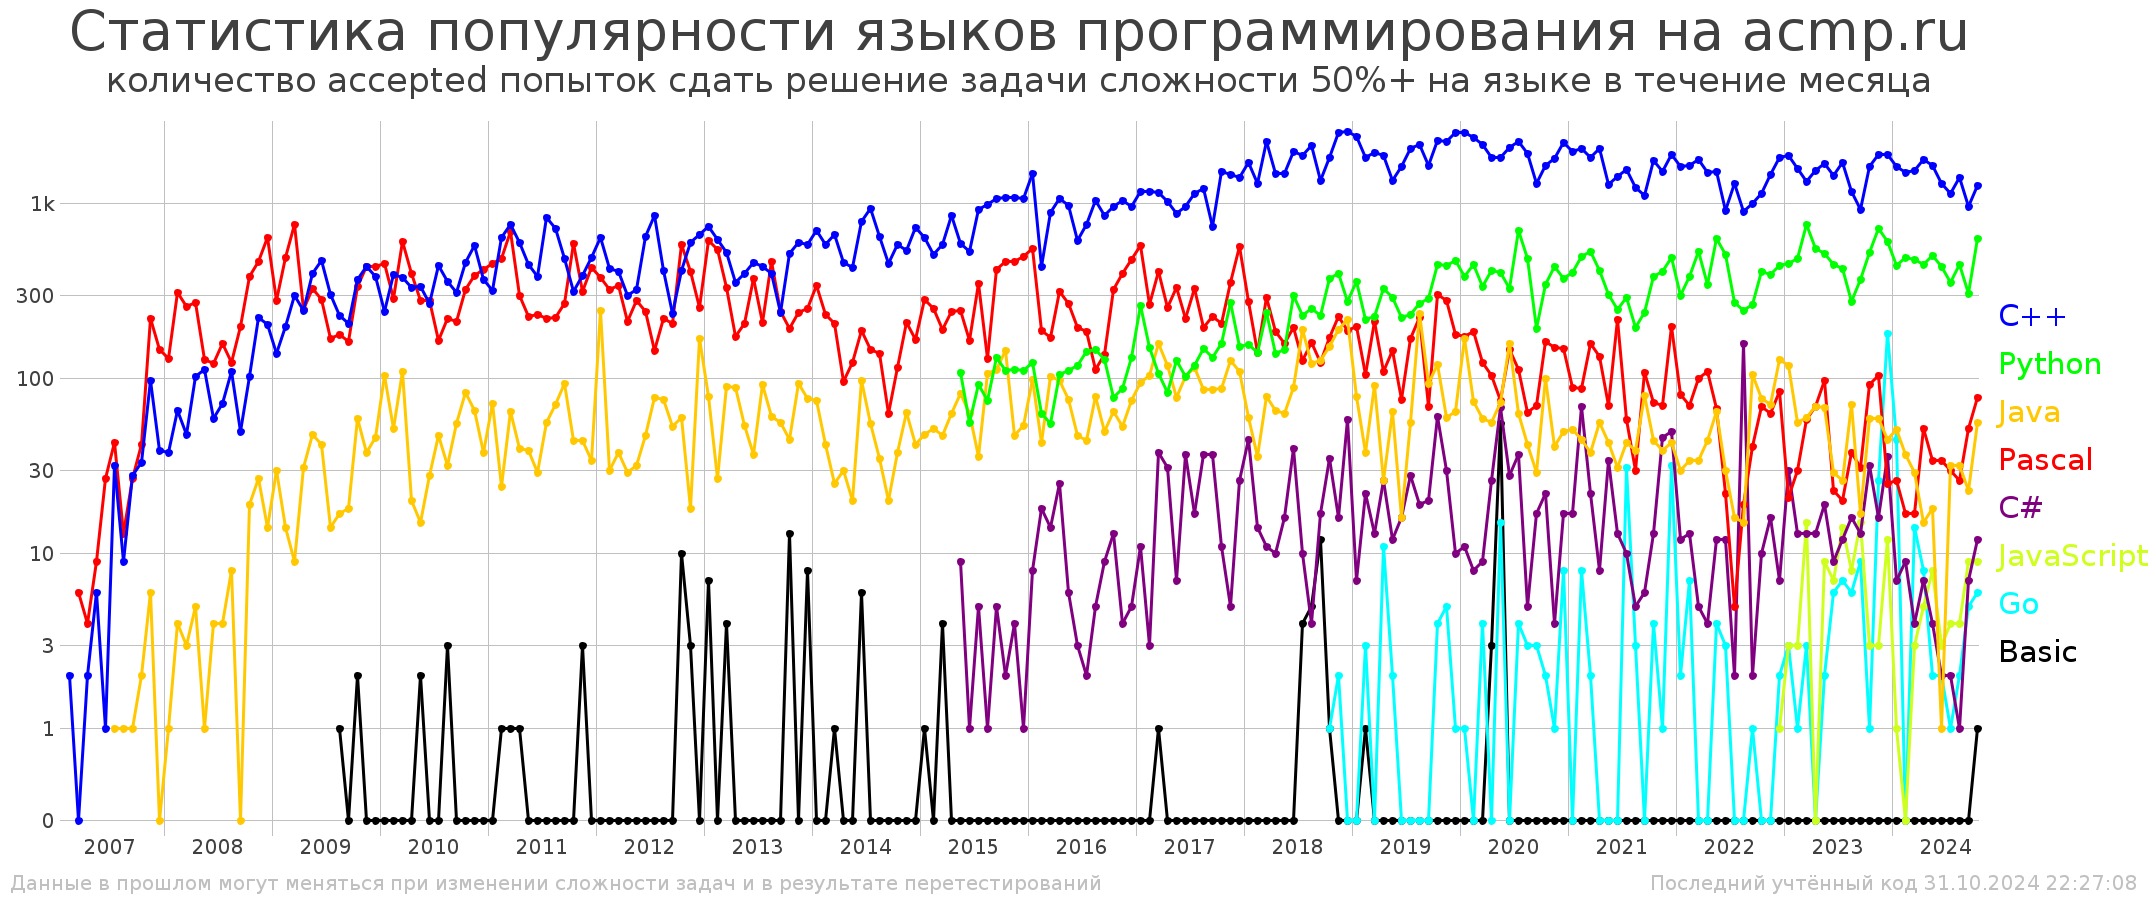 Статистика популярности языков программирования на acmp.ru
количество accepted попыток сдать решение задачи сложности 50%+ на языке в течение месяца
1k
300
100
30
10
3
1
0
C++
Python
Java
Pascal
C#
JavaScript
Go
Basic
2007 2008 2009 2010 2011 2012 2013 2014 2015 2016 2017 2018 2019 2020 2021 2022 2023 2024
Данные в прошлом могут меняться при изменении сложности задач и в результате перетестирований
Последний учтённый код 31.10.2024 22:27:08